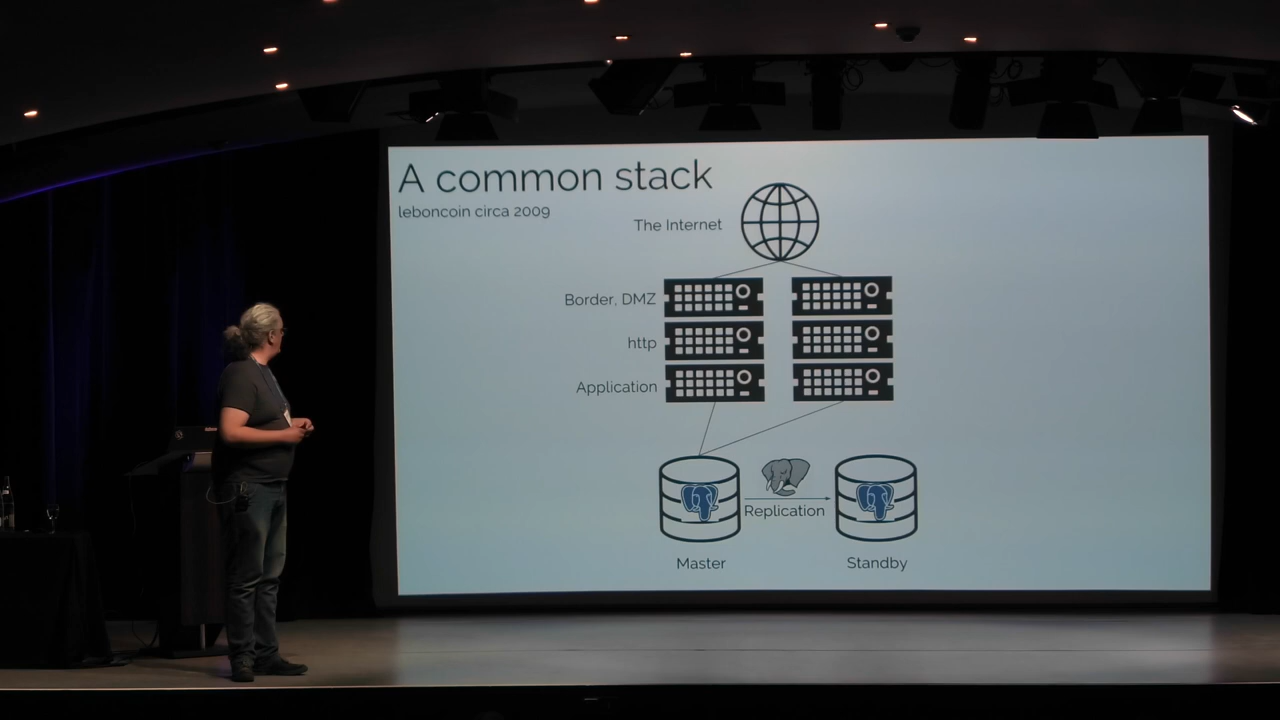 A common stack
leboncoin circa 2009
The Internet
Border, DMZ
http
Application
Replication
Master
Standby